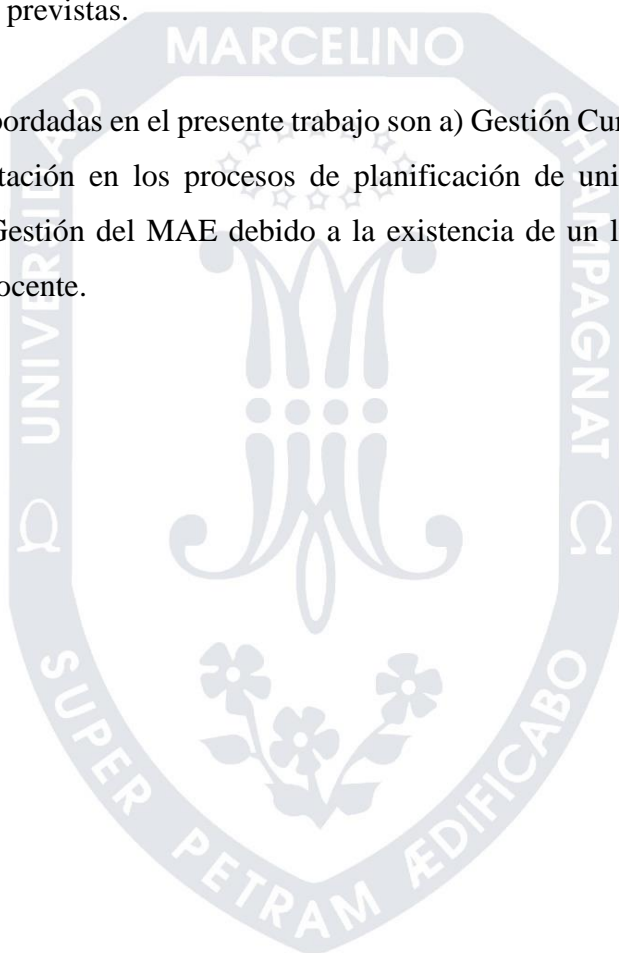 previstas.
bordadas en el presente trabajo son a) Gestión Cur
tación en los procesos de planificación de uni
Gestión del MAE debido a la existencia de un l
ocente.
UNIVERSIDAD
MARCELINO
CHAMPAGNAT
SUPER PETRAM ÆDIFICABO
Ω
Ω